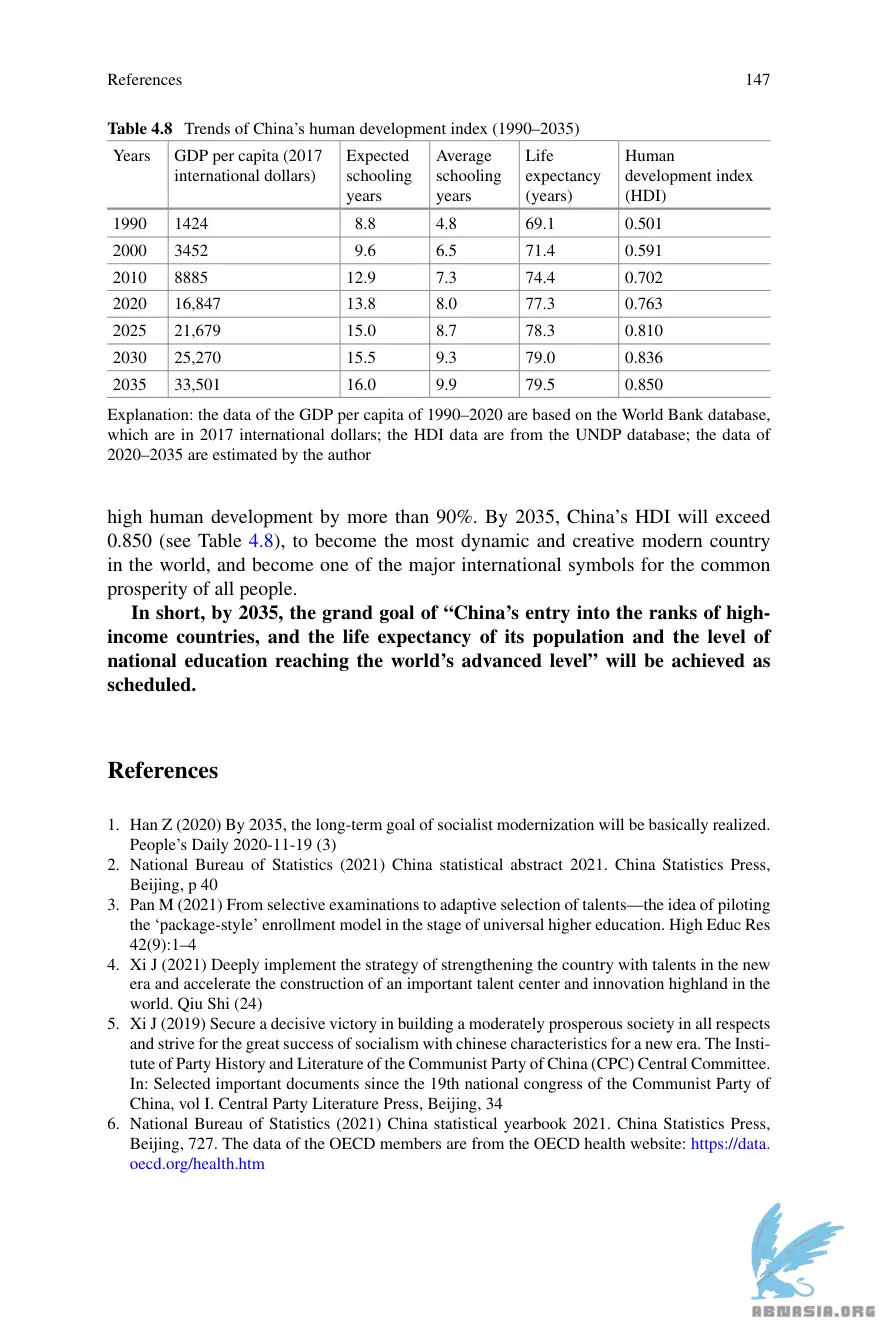 References 147
Table 4.8 Trends of China’s human development index (1990–2035)
Years GDP per capita (2017 international dollars) Expected schooling years Average schooling years Life expectancy (years) Human development index (HDI)
1990 1424 8.8 4.8 69.1 0.501
2000 3452 9.6 6.5 71.4 0.591
2010 8885 12.9 7.3 74.4 0.702
2020 16,847 13.8 8.0 77.3 0.763
2025 21,679 15.0 8.7 78.3 0.810
2030 25,270 15.5 9.3 79.0 0.836
2035 33,501 16.0 9.9 79.5 0.850
Explanation: the data of the GDP per capita of 1990–2020 are based on the World Bank database,
which are in 2017 international dollars; the HDI data are from the UNDP database; the data of
2020–2035 are estimated by the author
high human development by more than 90%. By 2035, China’s HDI will exceed
0.850 (see Table 4.8), to become the most dynamic and creative modern country
in the world, and become one of the major international symbols for the common
prosperity of all people.
In short, by 2035, the grand goal of “China’s entry into the ranks of high-
income countries, and the life expectancy of its population and the level of
national education reaching the world’s advanced level” will be achieved as
scheduled.
References
1. Han Z (2020) By 2035, the long-term goal of socialist modernization will be basically realized.
People’s Daily 2020-11-19 (3)
2. National Bureau of Statistics (2021) China statistical abstract 2021. China Statistics Press,
Beijing, p 40
3. Pan M (2021) From selective examinations to adaptive selection of talents—the idea of piloting
the ‘package-style’ enrollment model in the stage of universal higher education. High Educ Res
42(9):1–4
4. Xi J (2021) Deeply implement the strategy of strengthening the country with talents in the new
era and accelerate the construction of an important talent center and innovation highland in the
world. Qiu Shi (24)
5. Xi J (2019) Secure a decisive victory in building a moderately prosperous society in all respects
and strive for the great success of socialism with chinese characteristics for a new era. The Insti-
tute of Party History and Literature of the Communist Party of China (CPC) Central Committee.
In: Selected important documents since the 19th national congress of the Communist Party of
China, vol I. Central Party Literature Press, Beijing, 34
6. National Bureau of Statistics (2021) China statistical yearbook 2021. China Statistics Press,
Beijing, 727. The data of the OECD members are from the OECD health website: https://data.
oecd.org/health.htm
ABNASIA.ORG